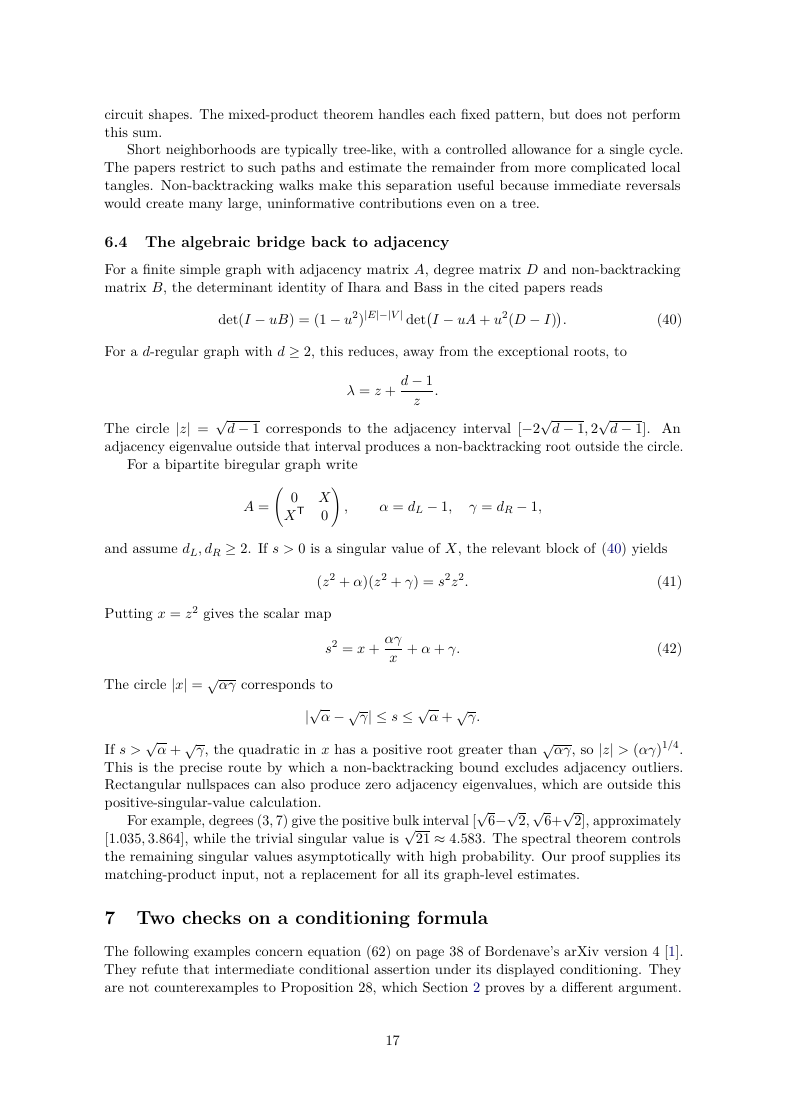 circuit shapes. The mixed-product theorem handles each fixed pattern, but does not perform
this sum.
Short neighborhoods are typically tree-like, with a controlled allowance for a single cycle.
The papers restrict to such paths and estimate the remainder from more complicated local
tangles. Non-backtracking walks make this separation useful because immediate reversals
would create many large, uninformative contributions even on a tree.
6.4 The algebraic bridge back to adjacency
For a finite simple graph with adjacency matrix A, degree matrix D and non-backtracking
matrix B, the determinant identity of Ihara and Bass in the cited papers reads
det(I − uB) = (1 − u²)^{|E|−|V|} det(I − uA + u²(D − I)). (40)
For a d-regular graph with d ≥ 2, this reduces, away from the exceptional roots, to
λ = z + (d − 1)/z.
The circle |z| = √(d − 1) corresponds to the adjacency interval [−2√(d − 1), 2√(d − 1)]. An
adjacency eigenvalue outside that interval produces a non-backtracking root outside the circle.
For a bipartite biregular graph write
A = (0 X; X^T 0), α = d_L − 1, γ = d_R − 1,
and assume d_L, d_R ≥ 2. If s > 0 is a singular value of X, the relevant block of (40) yields
(z² + α)(z² + γ) = s²z². (41)
Putting x = z² gives the scalar map
s² = x + αγ/x + α + γ. (42)
The circle |x| = √(αγ) corresponds to
|√α − √γ| ≤ s ≤ √α + √γ.
If s > √α + √γ, the quadratic in x has a positive root greater than √(αγ), so |z| > (αγ)^{1/4}.
This is the precise route by which a non-backtracking bound excludes adjacency outliers.
Rectangular nullspaces can also produce zero adjacency eigenvalues, which are outside this
positive-singular-value calculation.
For example, degrees (3, 7) give the positive bulk interval [√6−√2, √6+√2], approximately
[1.035, 3.864], while the trivial singular value is √21 ≈ 4.583. The spectral theorem controls
the remaining singular values asymptotically with high probability. Our proof supplies its
matching-product input, not a replacement for all its graph-level estimates.
7 Two checks on a conditioning formula
The following examples concern equation (62) on page 38 of Bordenave's arXiv version 4 [1].
They refute that intermediate conditional assertion under its displayed conditioning. They
are not counterexamples to Proposition 28, which Section 2 proves by a different argument.
17